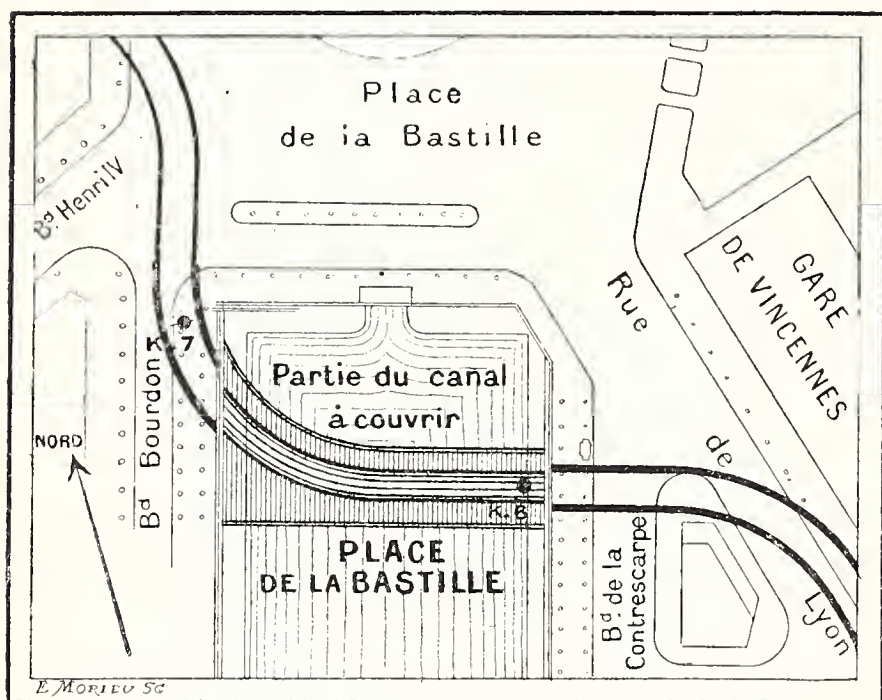 Place
de la Bastille
Bd Henri IV
Rue
de
Lyon
GARE
DE VINCENNES
K.7
Partie du canal
à couvrir
Bd Bourdon
NORD
K.8
PLACE
DE LA BASTILLE
Bd. de la
Contrescarpe
E. MORIEU SC